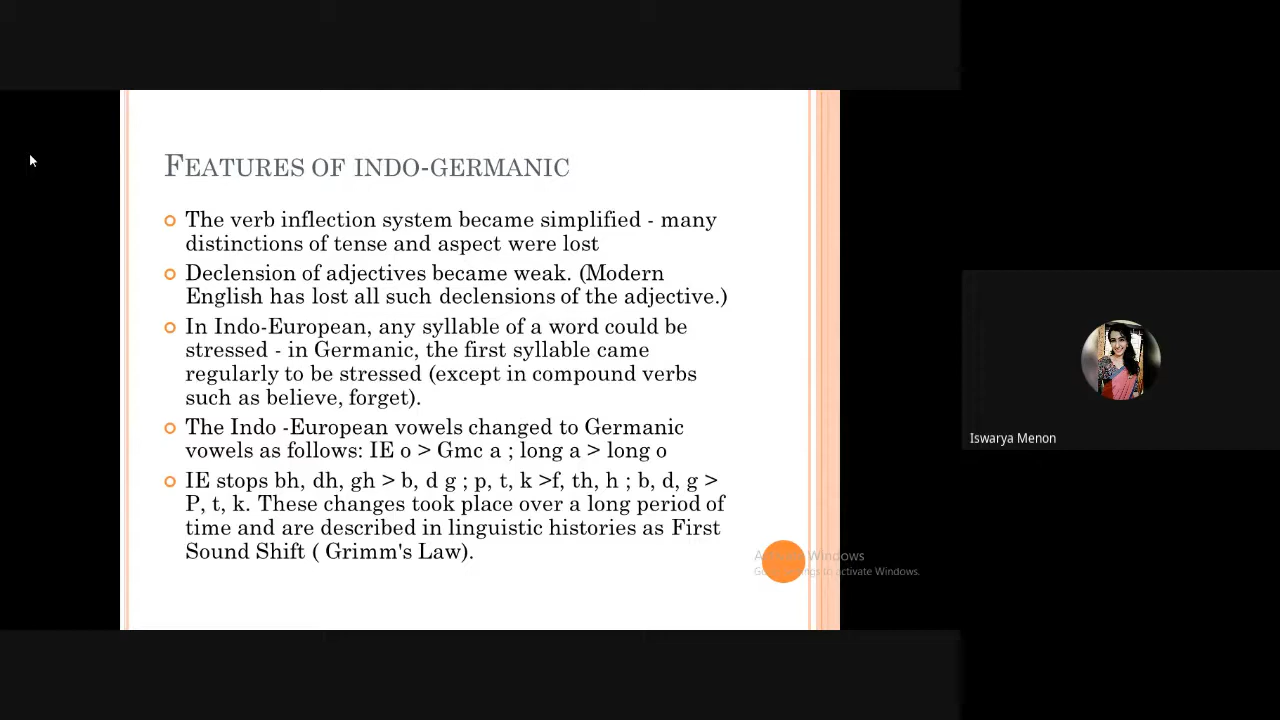 FEATURES OF INDO-GERMANIC
The verb inflection system became simplified - many
distinctions of tense and aspect were lost
Declension of adjectives became weak. (Modern
English has lost all such declensions of the adjective.)
In Indo-European, any syllable of a word could be
stressed - in Germanic, the first syllable came
regularly to be stressed (except in compound verbs
such as believe, forget).
The Indo -European vowels changed to Germanic
vowels as follows: IE o > Gmc a ; long a > long o
IE stops bh, dh, gh > b, d g ; p, t, k >f, th, h ; b, d, g >
P, t, k. These changes took place over a long period of
time and are described in linguistic histories as First
Sound Shift ( Grimm's Law).
Activate Windows
Go to Settings to activate Windows.
Iswarya Menon